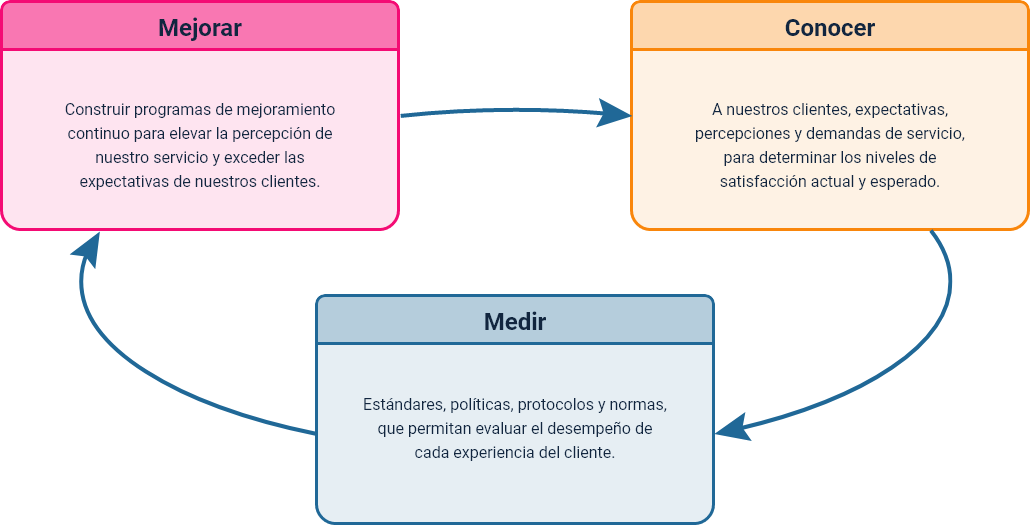 Mejorar
Construir programas de mejoramiento
continuo para elevar la percepción de
nuestro servicio y exceder las
expectativas de nuestros clientes.
Conocer
A nuestros clientes, expectativas,
percepciones y demandas de servicio,
para determinar los niveles de
satisfacción actual y esperado.
Medir
Estándares, políticas, protocolos y normas,
que permitan evaluar el desempeño de
cada experiencia del cliente.